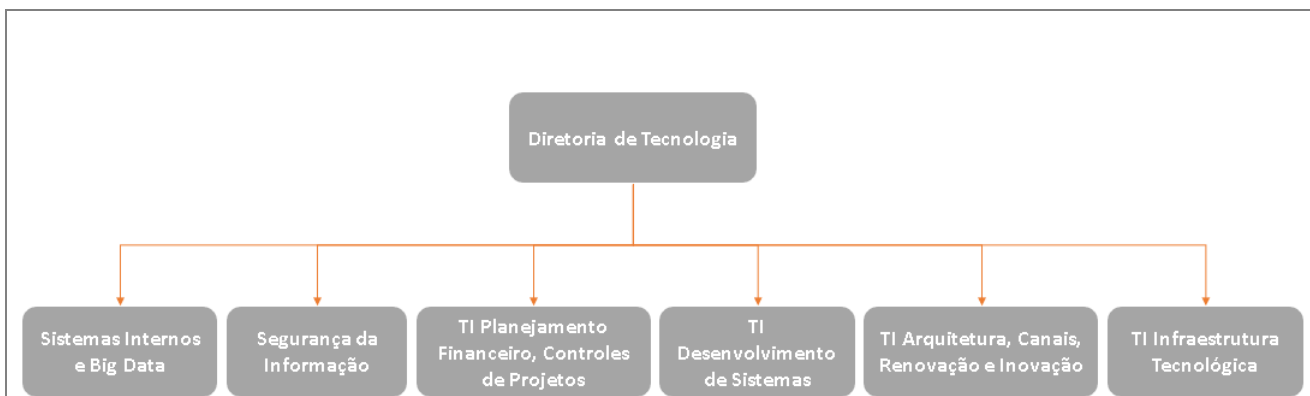 Diretoria de Tecnologia
Sistemas Internos
e Big Data
Segurança da
Informação
TI Planejamento
Financeiro, Controles
de Projetos
TI
Desenvolvimento
de Sistemas
TI Arquitetura, Canais,
Renovação e Inovação
TI Infraestrutura
Tecnológica